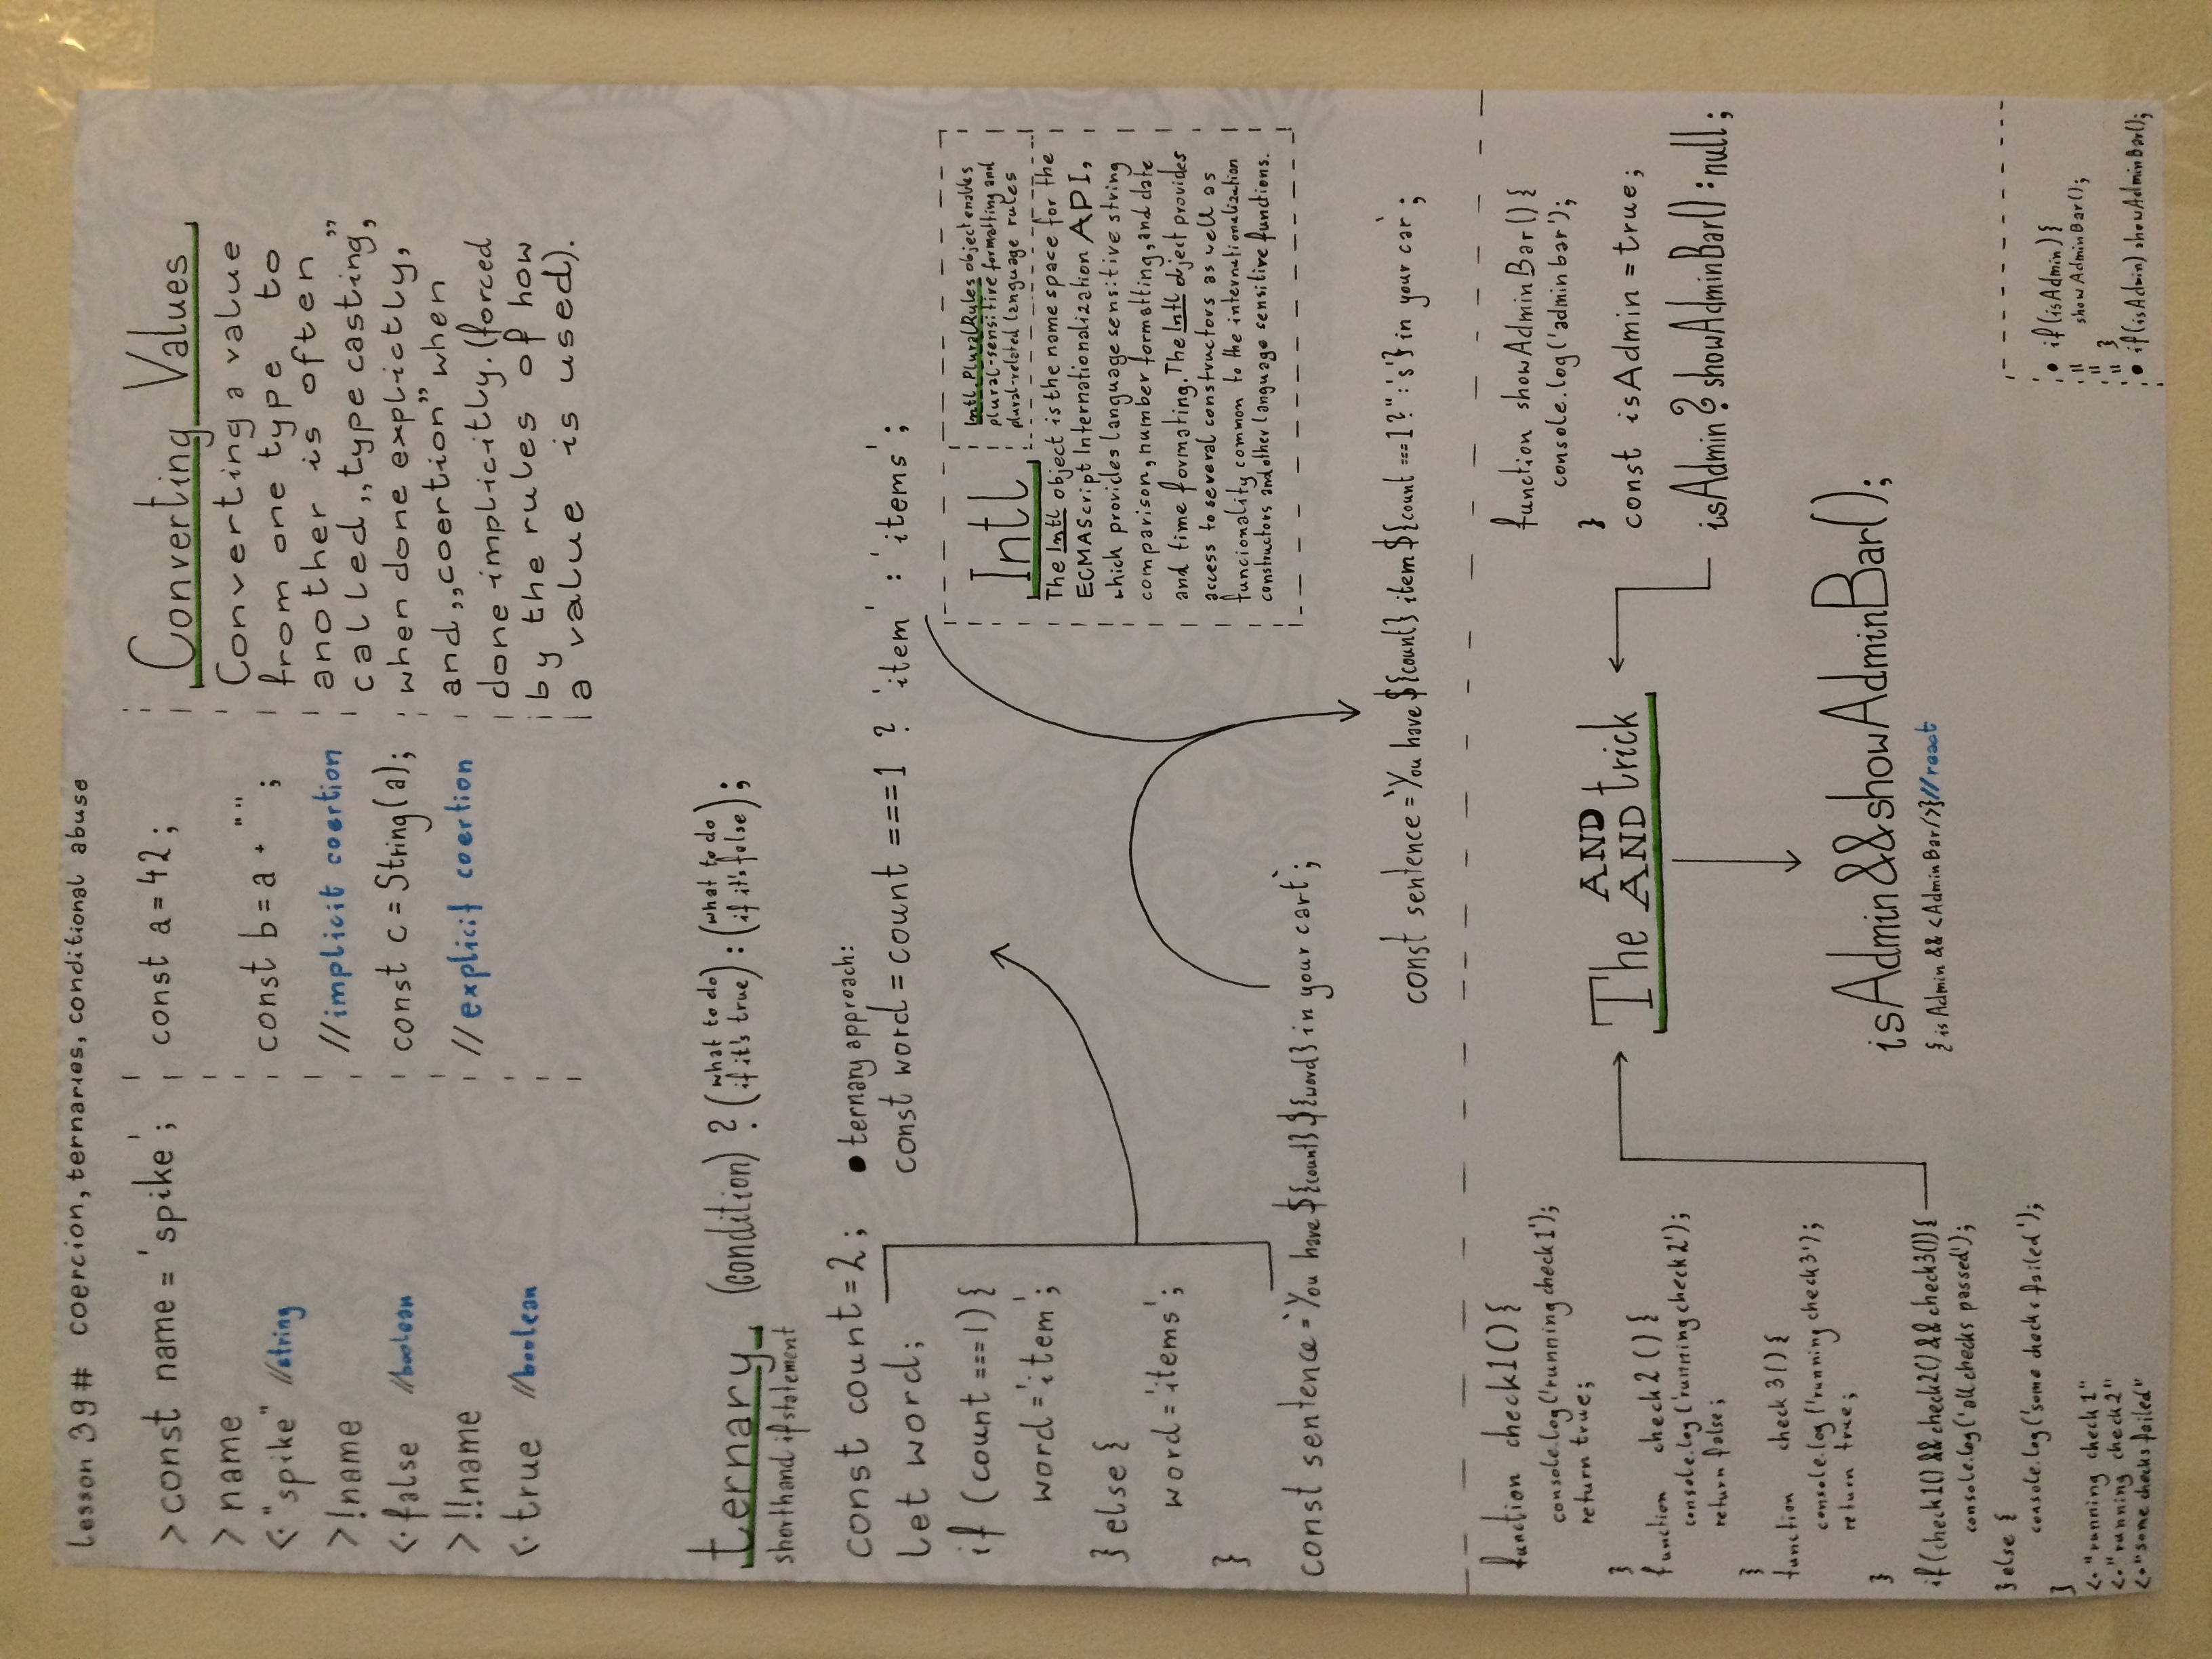 Lesson 39# coercion, ternaries, conditional abuse
>const name = 'spike';
> name
<· "spike" //string
>!name
<· false //boolean
>!!name
<· true //boolean
const a = 42;
const b = a + "";
//implicit coertion
const c = String(a);
//explicit coertion
Converting Values
Converting a value
from one type to
another is often
called „type casting”,
when done explictly,
and „coertion” when
done implicitly. (forced
by the rules of how
a value is used).
ternary (condition) ? (what to do if it's true) : (what to do if it's false);
shorthand if statement
const count = 2;
let word;
if (count === 1) {
word = 'item';
} else {
word = 'items';
}
const sentence = `You have ${count} ${word} in your cart`;
● ternary approach:
const word = count === 1 ? 'item' : 'items';
Intl
Intl.PluralRules object enables
plural-sensitive formatting and
plural-related language rules
The Intl object is the name space for the
ECMAScript Internationalization API,
which provides language sensitive string
comparison, number formatting, and date
and time formating. The Intl object provides
access to several constructors as well as
funcionality common to the internationalization
constructors and other language sensitive functions.
const sentence = `You have ${count} item${count === 1 ? '' : 's'} in your car`;
function check1() {
console.log('running check 1');
return true;
}
function check2() {
console.log('running check 2');
return false;
}
function check3() {
console.log('running check 3');
return true;
}
if (check1() && check2() && check3()) {
console.log('all checks passed');
} else {
console.log('some checks failed');
}
<· "running check 1"
<· "running check 2"
<· "some checks failed"
The AND AND trick
isAdmin && showAdminBar();
{isAdmin && <AdminBar/>} //react
function showAdminBar() {
console.log('admin bar');
}
const isAdmin = true;
isAdmin ? showAdminBar() : null;
● if (isAdmin) {
showAdminBar();
}
● if (isAdmin) showAdminBar();